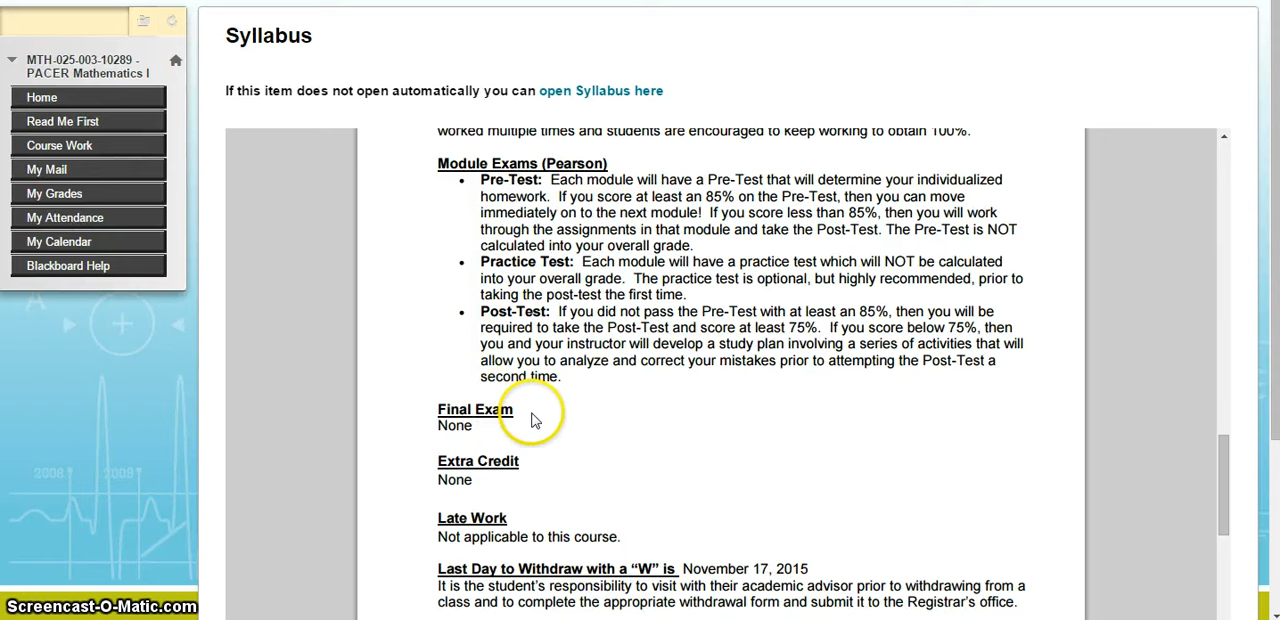 Syllabus
If this item does not open automatically you can open Syllabus here
MTH-025-003-10289 -
PACER Mathematics I
Home
Read Me First
Course Work
My Mail
My Grades
My Attendance
My Calendar
Blackboard Help
worked multiple times and students are encouraged to keep working to obtain 100%.
Module Exams (Pearson)
• Pre-Test: Each module will have a Pre-Test that will determine your individualized
homework. If you score at least an 85% on the Pre-Test, then you can move
immediately on to the next module! If you score less than 85%, then you will work
through the assignments in that module and take the Post-Test. The Pre-Test is NOT
calculated into your overall grade.
• Practice Test: Each module will have a practice test which will NOT be calculated
into your overall grade. The practice test is optional, but highly recommended, prior to
taking the post-test the first time.
• Post-Test: If you did not pass the Pre-Test with at least an 85%, then you will be
required to take the Post-Test and score at least 75%. If you score below 75%, then
you and your instructor will develop a study plan involving a series of activities that will
allow you to analyze and correct your mistakes prior to attempting the Post-Test a
second time.
Final Exam
None
Extra Credit
None
Late Work
Not applicable to this course.
Last Day to Withdraw with a “W” is November 17, 2015
It is the student’s responsibility to visit with their academic advisor prior to withdrawing from a
class and to complete the appropriate withdrawal form and submit it to the Registrar’s office.
A
2008
2009
Screencast-O-Matic.com